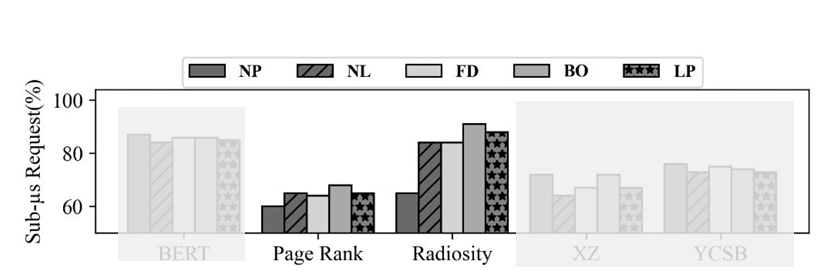 NP NL FD BO LP
Sub-μs Request(%)
100
80
60
BERT Page Rank Radiosity XZ YCSB